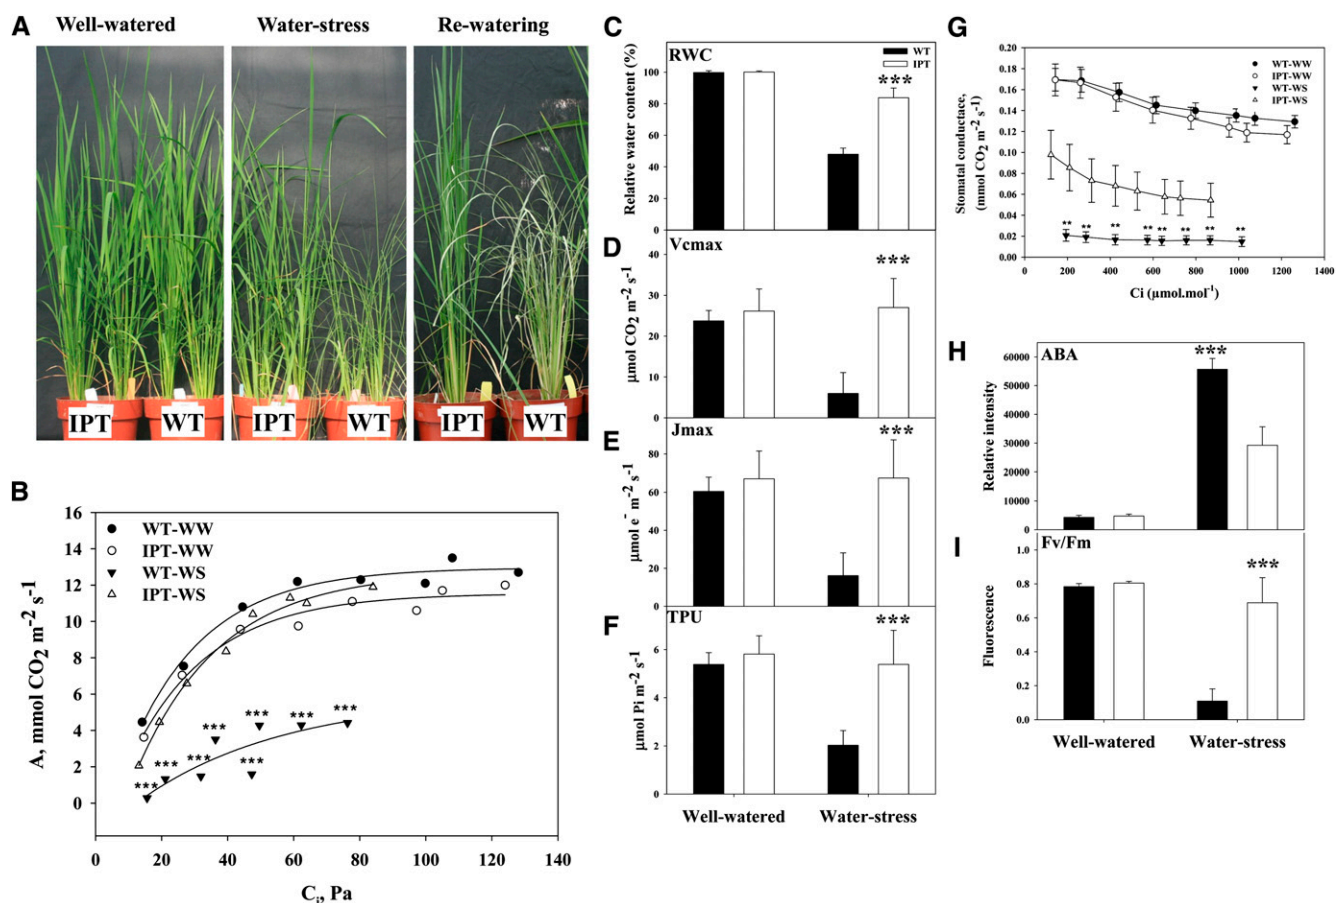 A
Well-watered
Water-stress
Re-watering
IPT
WT
IPT
WT
IPT
WT
B
A, mmol CO2 m-2 s-1
16
14
12
10
8
6
4
2
0
WT-WW
IPT-WW
WT-WS
IPT-WS
***
***
***
***
***
***
***
***
0
20
40
60
80
100
120
140
Ci, Pa
C
RWC
WT
IPT
Relative water content (%)
100
80
60
40
20
0
***
D
Vcmax
µmol CO2 m-2 s-1
40
30
20
10
0
***
E
Jmax
µmol e- m-2 s-1
80
60
40
20
0
***
F
TPU
µmol Pi m-2 s-1
6
4
2
0
***
Well-watered
Water-stress
G
Stomatal conductace,
(mmol CO2 m-2 s-1)
0.20
0.18
0.16
0.14
0.12
0.10
0.08
0.06
0.04
0.02
0.00
WT-WW
IPT-WW
WT-WS
IPT-WS
**
**
**
**
**
**
**
**
0
200
400
600
800
1000
1200
1400
Ci (µmol.mol-1)
H
ABA
Relative intensity
60000
50000
40000
30000
20000
10000
0
***
I
Fv/Fm
Fluorescence
0.8
0.6
0.4
0.2
0.0
***
Well-watered
Water-stress